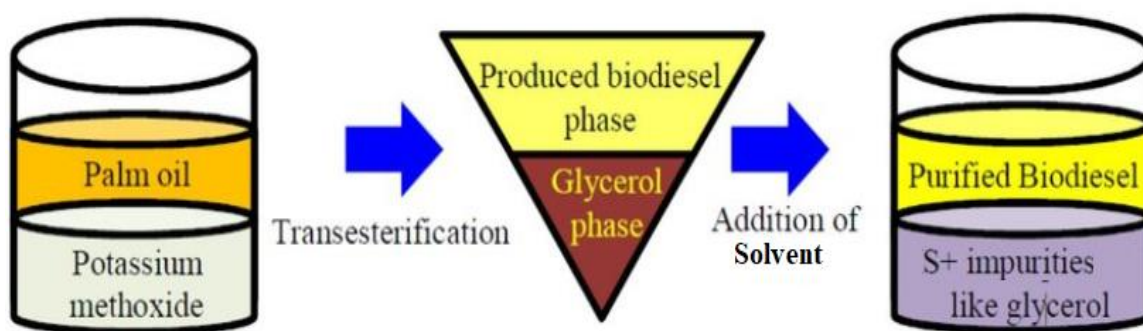 Palm oil
Potassium
methoxide
Transesterification
Produced biodiesel
phase
Glycerol
phase
Addition of
Solvent
Purified Biodiesel
S+ impurities
like glycerol